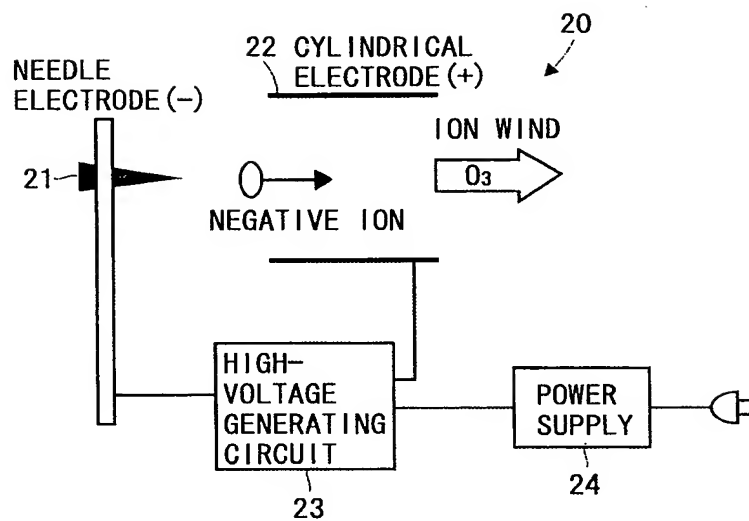 20
22 CYLINDRICAL
ELECTRODE(+)
NEEDLE
ELECTRODE(-)
ION WIND
21
O3
NEGATIVE ION
HIGH-
VOLTAGE
GENERATING
CIRCUIT
POWER
SUPPLY
23
24